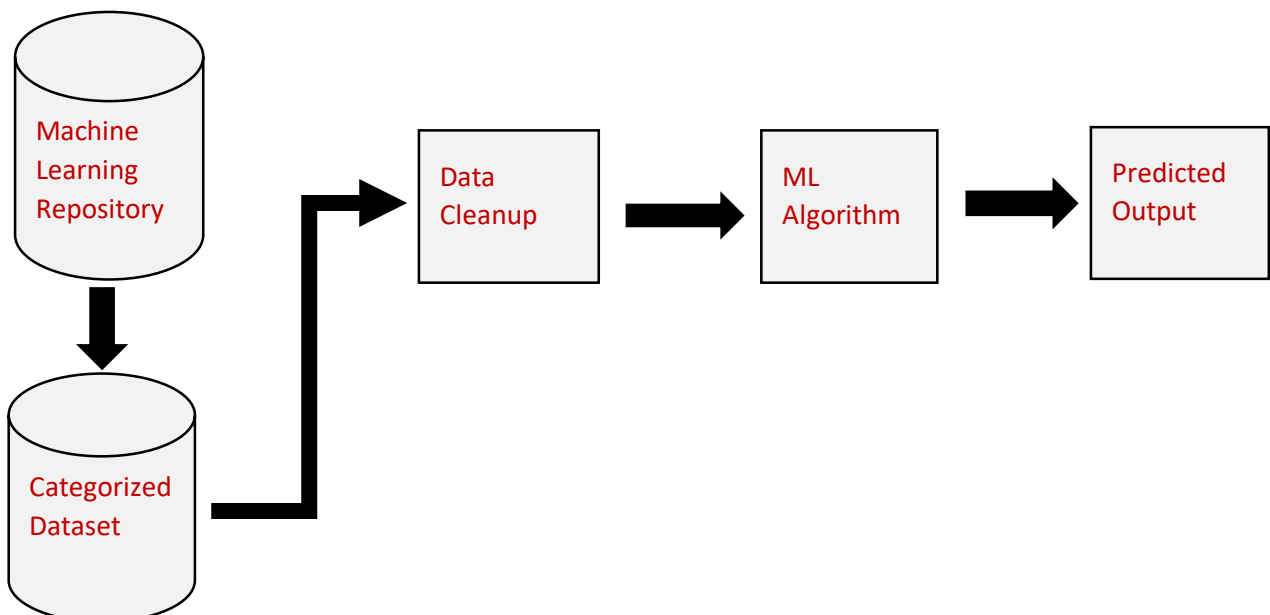 Machine
Learning
Repository
Data
Cleanup
ML
Algorithm
Predicted
Output
Categorized
Dataset